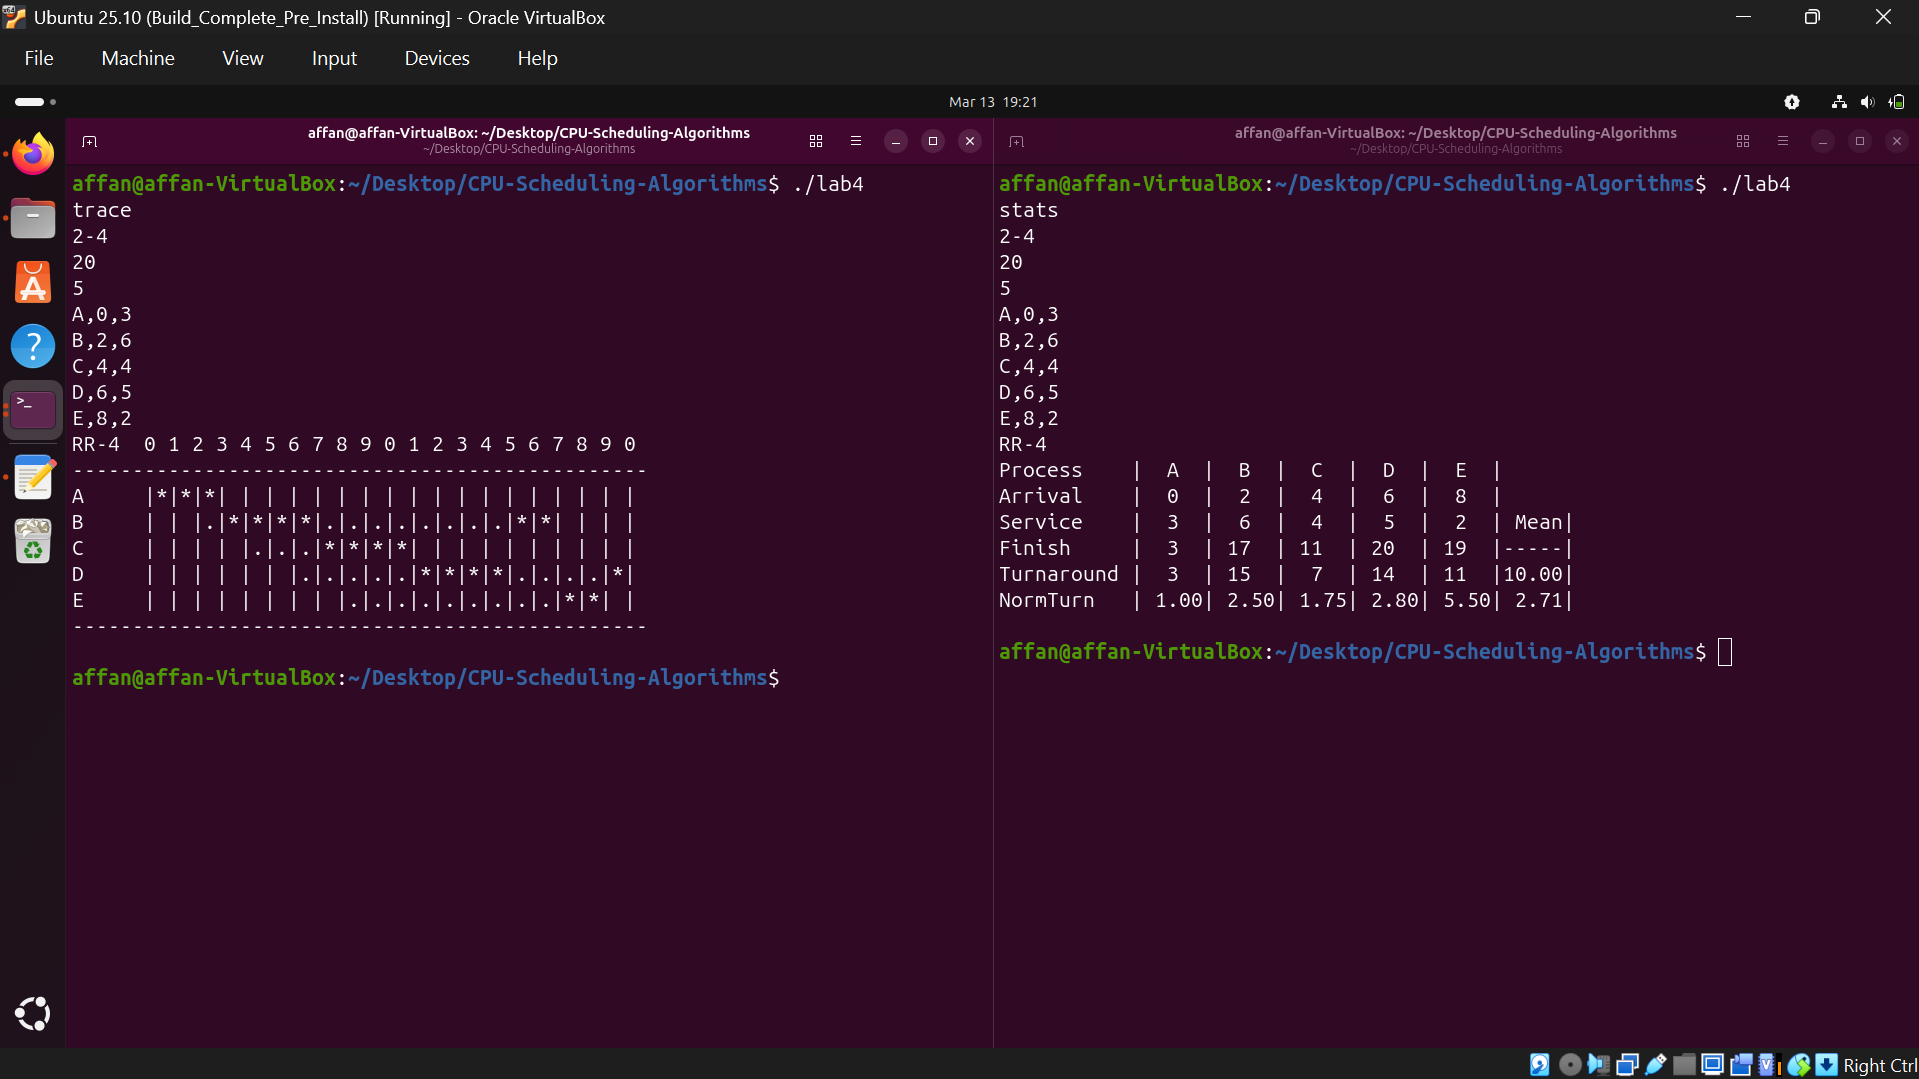 Ubuntu 25.10 (Build_Complete_Pre_Install) [Running] - Oracle VirtualBox
File Machine View Input Devices Help
Mar 13 19:21
affan@affan-VirtualBox: ~/Desktop/CPU-Scheduling-Algorithms
~/Desktop/CPU-Scheduling-Algorithms
affan@affan-VirtualBox:~/Desktop/CPU-Scheduling-Algorithms$ ./lab4
trace
2-4
20
5
A,0,3
B,2,6
C,4,4
D,6,5
E,8,2
RR-4  0 1 2 3 4 5 6 7 8 9 0 1 2 3 4 5 6 7 8 9 0
------------------------------------------------
A     |*|*|*| | | | | | | | | | | | | | | | | |
B     | | |.|*|*|*|*|.|.|.|.|.|.|.|.|*|*| | | |
C     | | | | |.|.|.|*|*|*|*| | | | | | | | | |
D     | | | | | | |.|.|.|.|.|*|*|*|*|.|.|.|.|*|
E     | | | | | | | | |.|.|.|.|.|.|.|.|.|*|*| |
------------------------------------------------
affan@affan-VirtualBox:~/Desktop/CPU-Scheduling-Algorithms$
affan@affan-VirtualBox: ~/Desktop/CPU-Scheduling-Algorithms
~/Desktop/CPU-Scheduling-Algorithms
affan@affan-VirtualBox:~/Desktop/CPU-Scheduling-Algorithms$ ./lab4
stats
2-4
20
5
A,0,3
B,2,6
C,4,4
D,6,5
E,8,2
RR-4
Process    |  A  |  B  |  C  |  D  |  E  |
Arrival    |  0  |  2  |  4  |  6  |  8  |
Service    |  3  |  6  |  4  |  5  |  2  | Mean|
Finish     |  3  | 17  | 11  | 20  | 19  |-----|
Turnaround |  3  | 15  |  7  | 14  | 11  |10.00|
NormTurn   | 1.00| 2.50| 1.75| 2.80| 5.50| 2.71|
affan@affan-VirtualBox:~/Desktop/CPU-Scheduling-Algorithms$
Right Ctrl